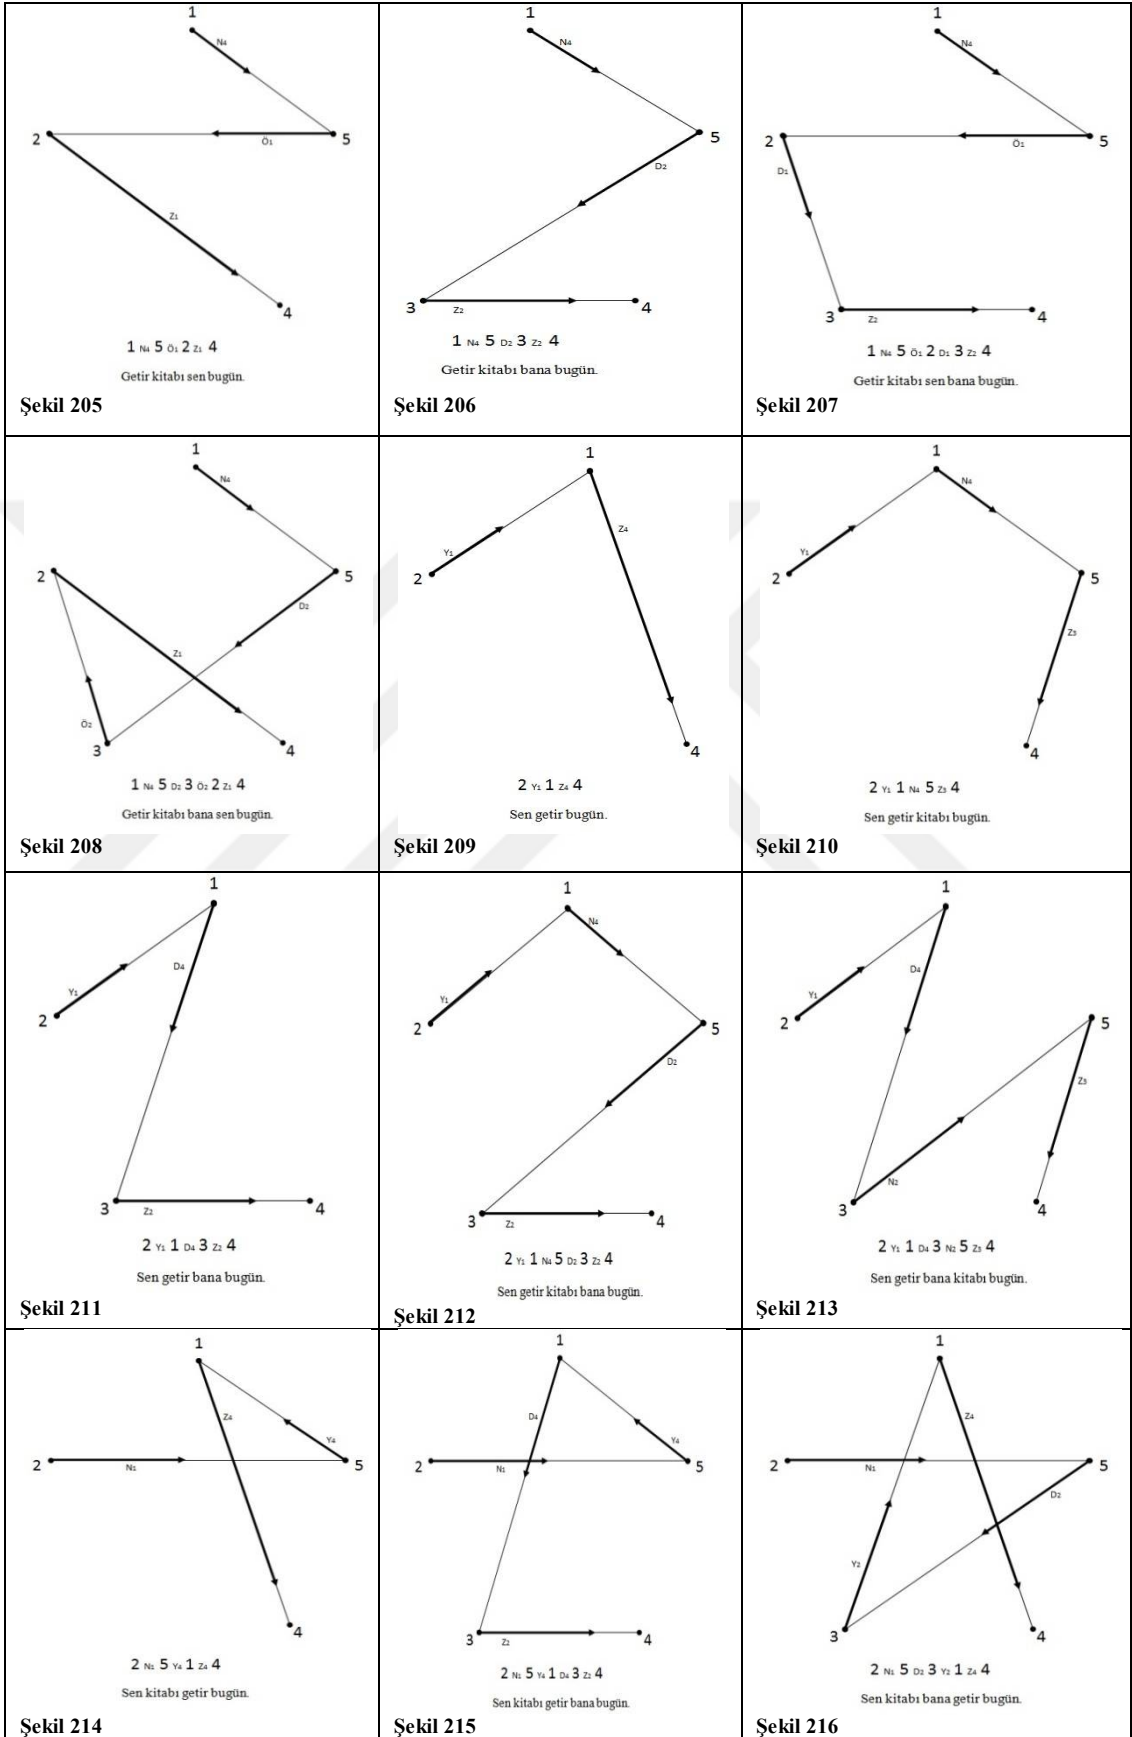 1
N4
5
Ö1
2
Z1
4
1 N4 5 Ö1 2 Z1 4
Getir kitabı sen bugün.
Şekil 205
1
N4
5
D2
3
Z2
4
1 N4 5 D2 3 Z2 4
Getir kitabı bana bugün.
Şekil 206
1
N4
5
Ö1
2
D1
3
Z2
4
1 N4 5 Ö1 2 D1 3 Z2 4
Getir kitabı sen bana bugün.
Şekil 207
1
N4
2
5
D2
Z1
Ö2
3
4
1 N4 5 D2 3 Ö2 2 Z1 4
Getir kitabı bana sen bugün.
Şekil 208
1
Z4
Y1
2
4
2 Y1 1 Z4 4
Sen getir bugün.
Şekil 209
1
N4
Y1
2
5
Z3
4
2 Y1 1 N4 5 Z3 4
Sen getir kitabı bugün.
Şekil 210
1
D4
Y1
2
3
Z2
4
2 Y1 1 D4 3 Z2 4
Sen getir bana bugün.
Şekil 211
1
N4
Y1
2
5
D2
3
Z2
4
2 Y1 1 N4 5 D2 3 Z2 4
Sen getir kitabı bana bugün.
Şekil 212
1
D4
Y1
2
5
Z3
N2
3
4
2 Y1 1 D4 3 N2 5 Z3 4
Sen getir bana kitabı bugün.
Şekil 213
1
Z4
Y4
2
N1
5
4
2 N1 5 Y4 1 Z4 4
Sen kitabı getir bugün.
Şekil 214
1
D4
Y4
2
N1
5
3
Z2
4
2 N1 5 Y4 1 D4 3 Z2 4
Sen kitabı getir bana bugün.
Şekil 215
1
Z4
2
N1
5
D2
Y2
3
4
2 N1 5 D2 3 Y2 1 Z4 4
Sen kitabı bana getir bugün.
Şekil 216